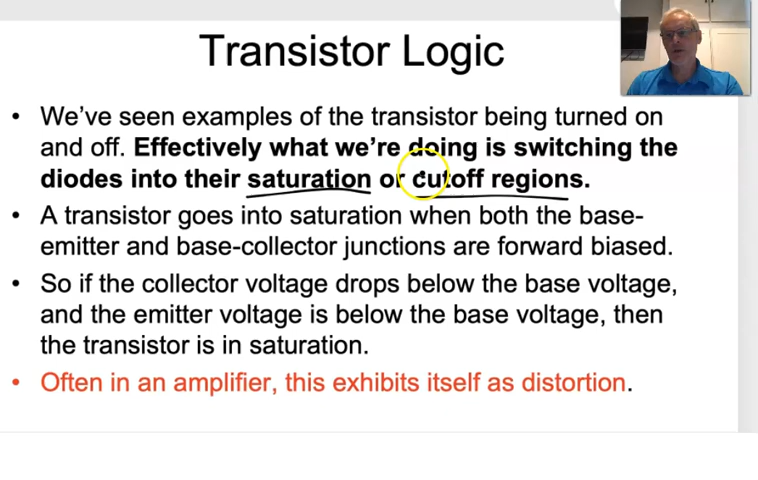 Transistor Logic
• We've seen examples of the transistor being turned on
and off. Effectively what we're doing is switching the
diodes into their saturation or cutoff regions.
• A transistor goes into saturation when both the base-
emitter and base-collector junctions are forward biased.
• So if the collector voltage drops below the base voltage,
and the emitter voltage is below the base voltage, then
the transistor is in saturation.
• Often in an amplifier, this exhibits itself as distortion.